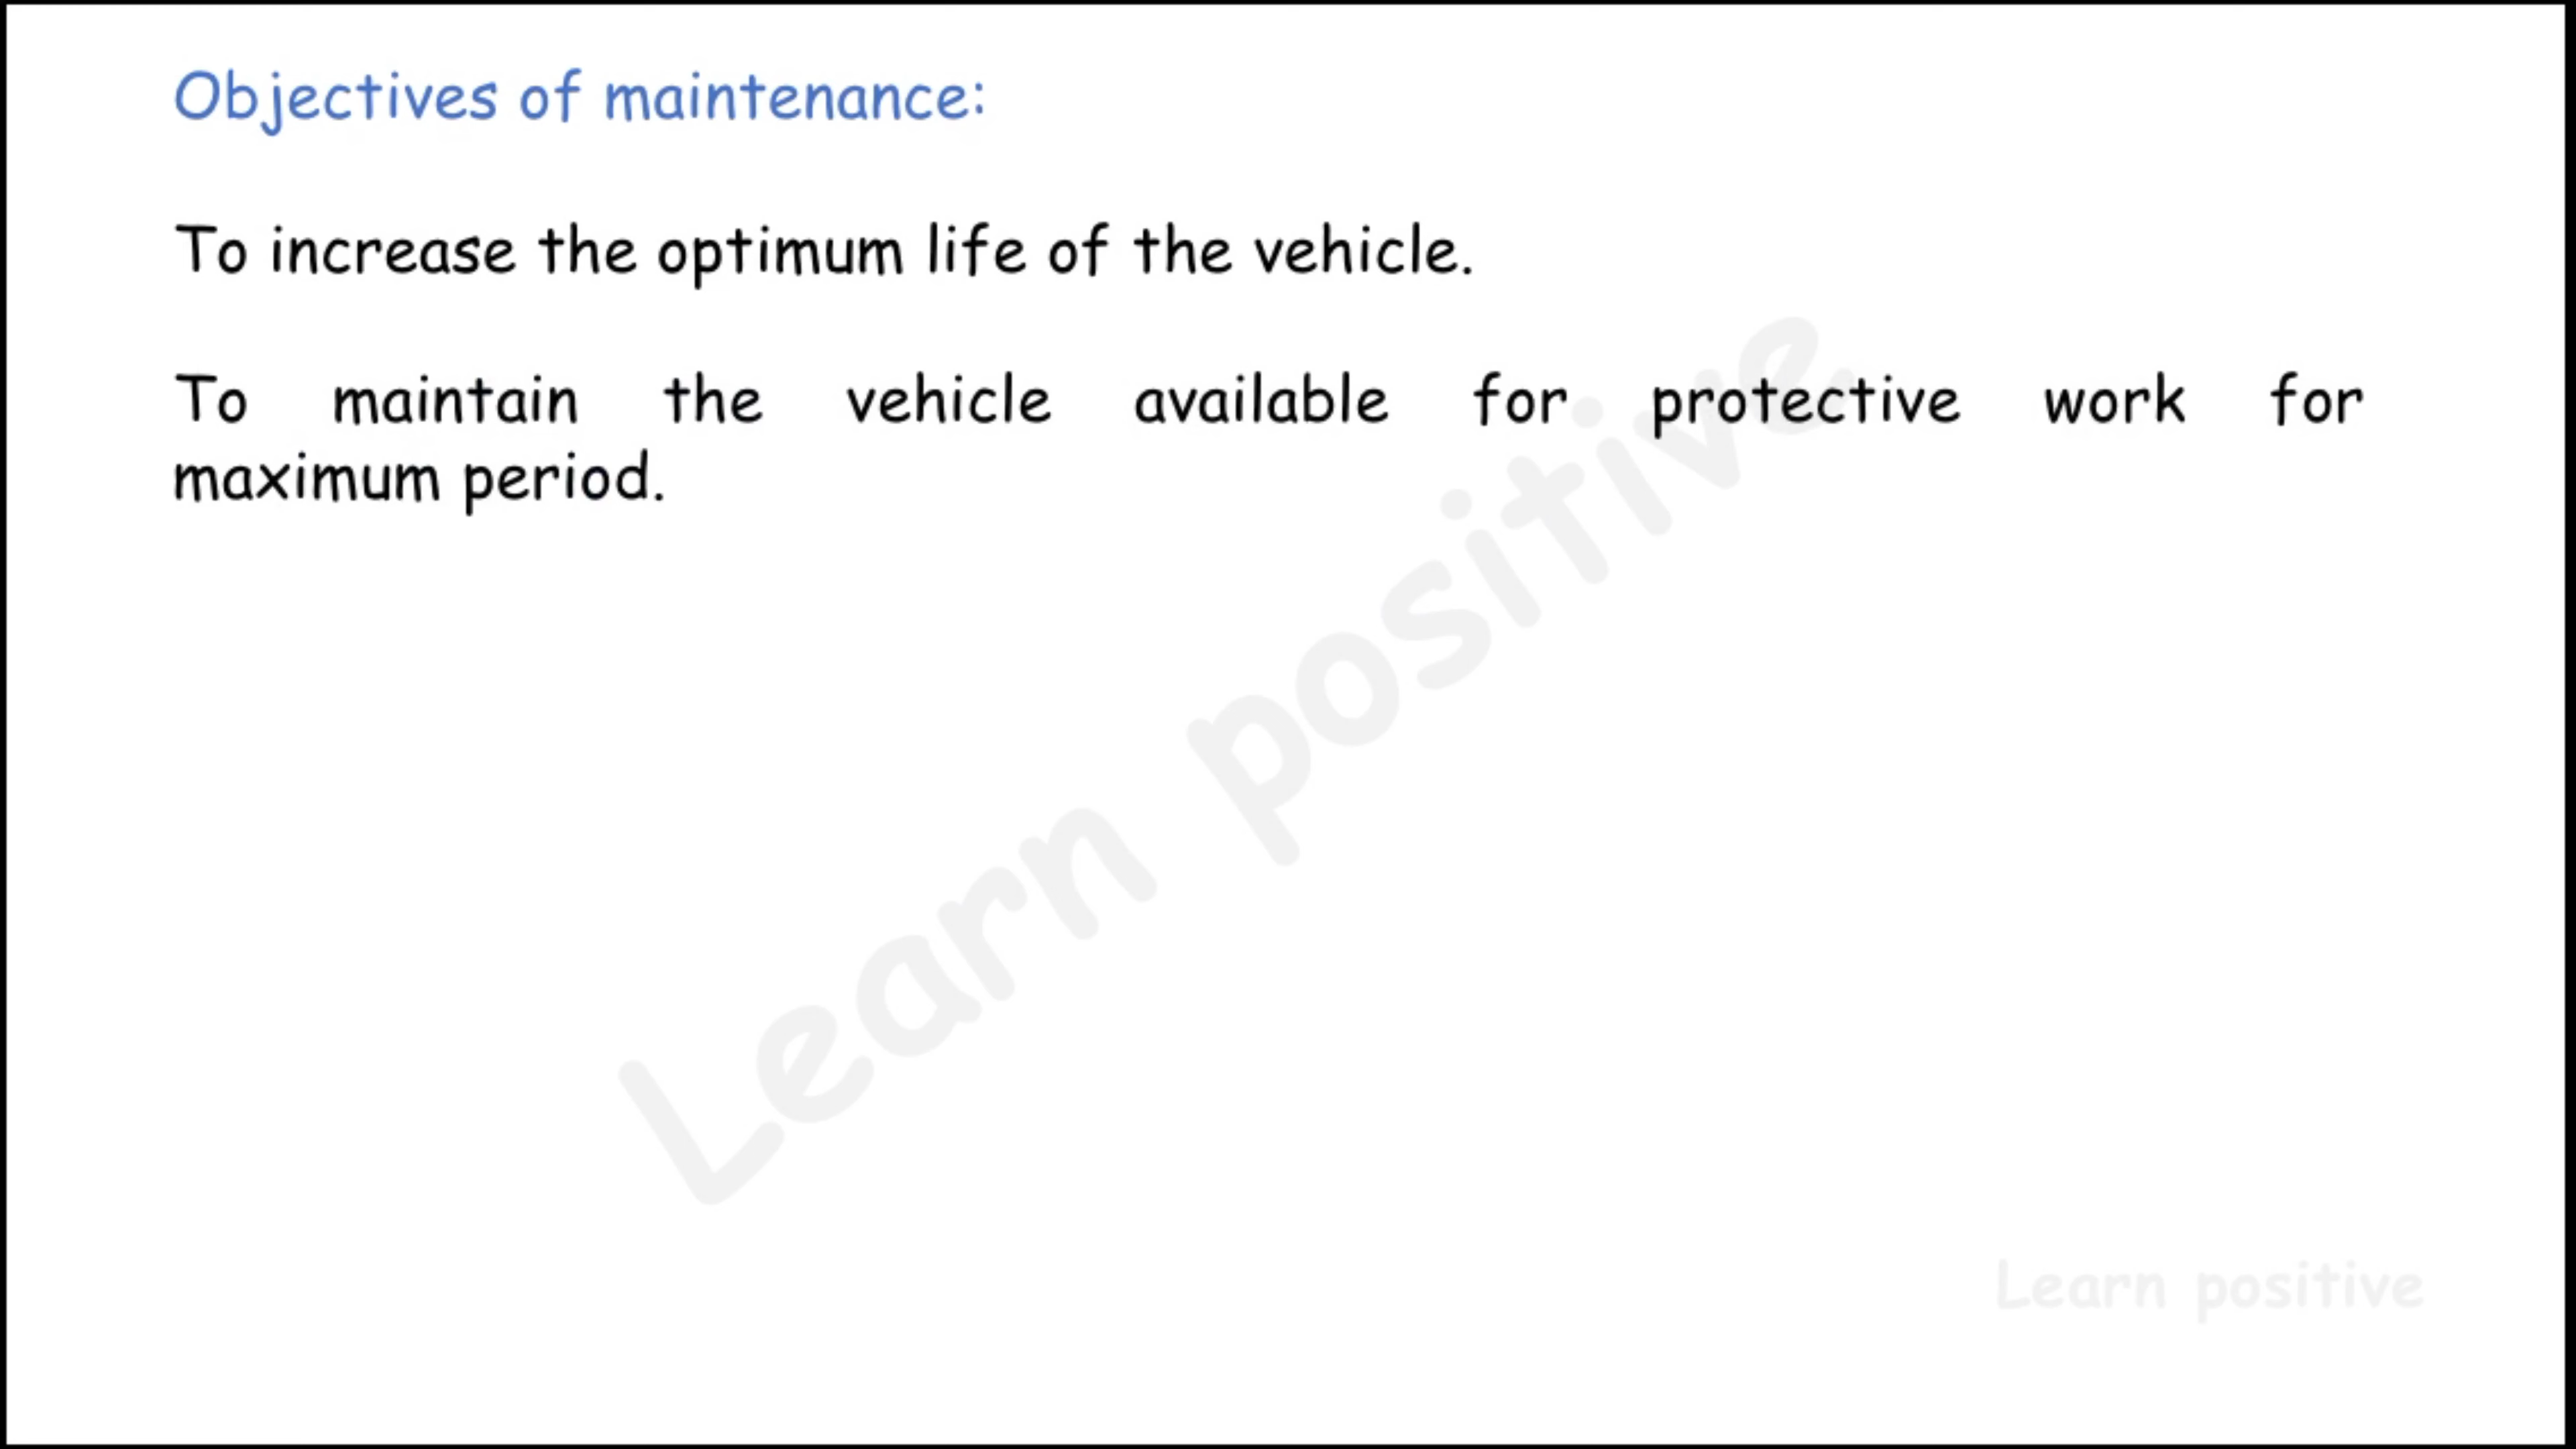 Objectives of maintenance:
To increase the optimum life of the vehicle.
To maintain the vehicle available for protective work for
maximum period.
Learn positive
Learn positive